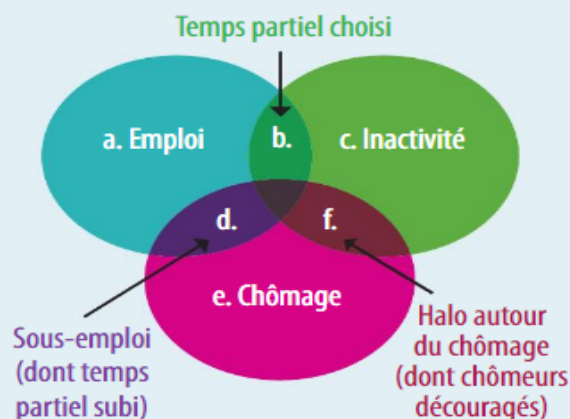 Temps partiel choisi
a. Emploi
b.
c. Inactivité
d.
f.
e. Chômage
Sous-emploi
(dont temps
partiel subi)
Halo autour
du chômage
(dont chômeurs
découragés)